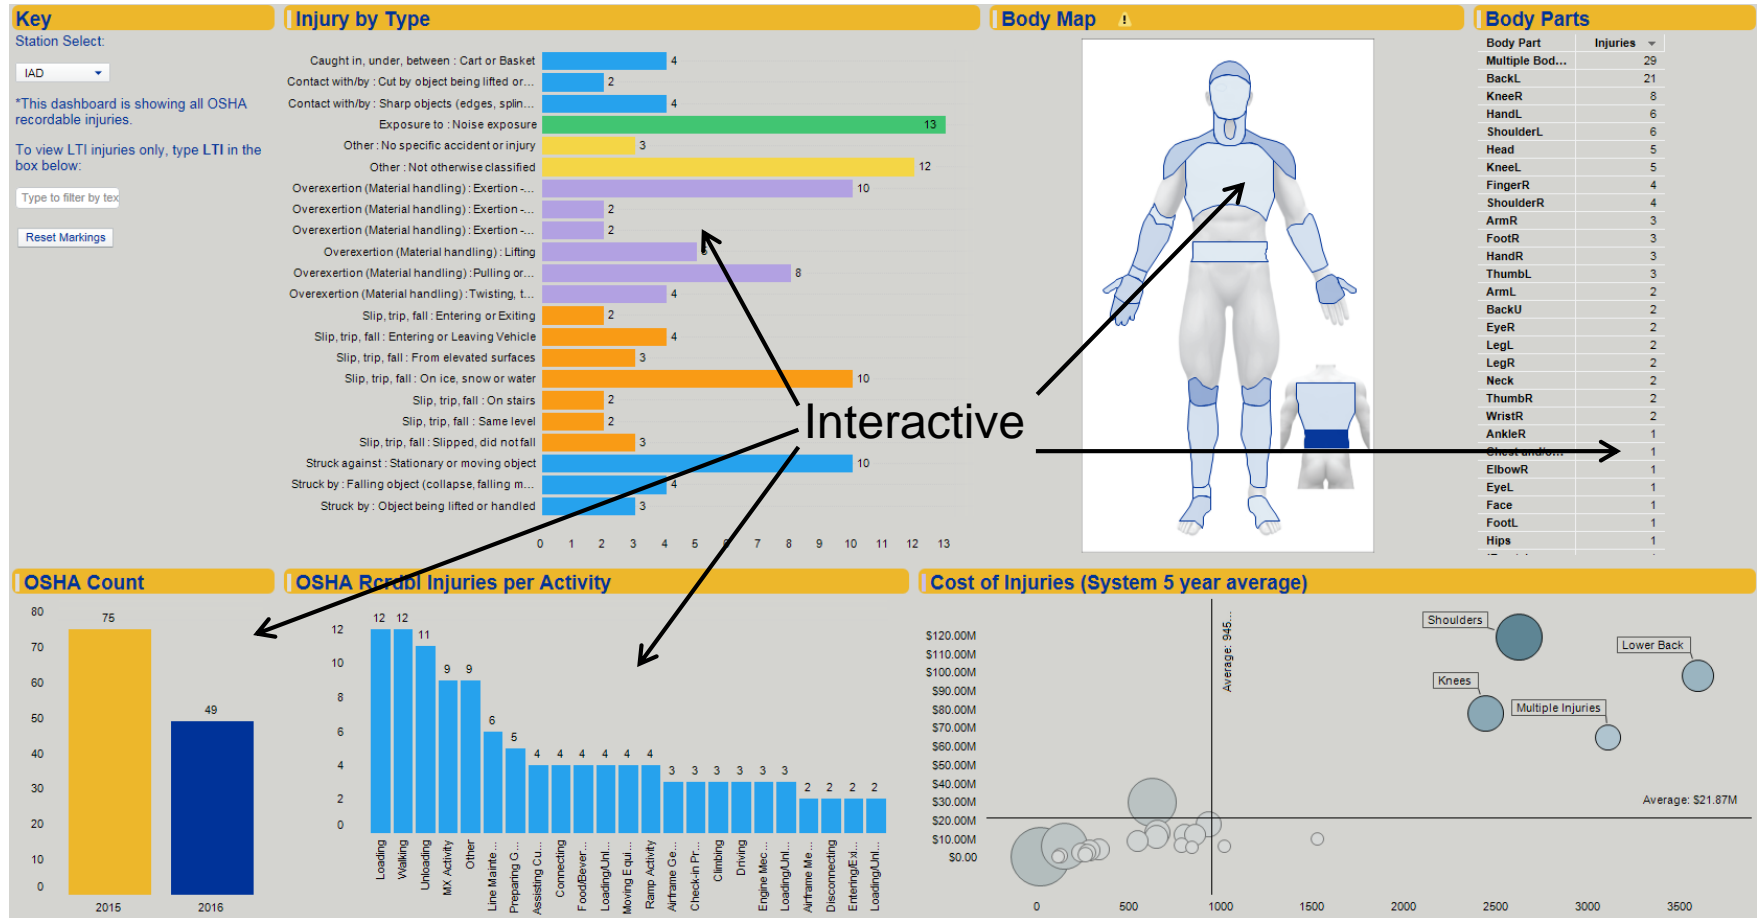 Key
Station Select:
IAD
*This dashboard is showing all OSHA
recordable injuries.
To view LTI injuries only, type LTI in the
box below:
Type to filter by tex
Reset Markings
Injury by Type
Caught in, under, between : Cart or Basket 4
Contact with/by : Cut by object being lifted or... 2
Contact with/by : Sharp objects (edges, splin... 4
Exposure to : Noise exposure 13
Other : No specific accident or injury 3
Other : Not otherwise classified 12
Overexertion (Material handling) : Exertion -... 10
Overexertion (Material handling) : Exertion -... 2
Overexertion (Material handling) : Exertion -... 2
Overexertion (Material handling) : Lifting
Overexertion (Material handling) : Pulling or... 8
Overexertion (Material handling) : Twisting, t... 4
Slip, trip, fall : Entering or Exiting 2
Slip, trip, fall : Entering or Leaving Vehicle 4
Slip, trip, fall : From elevated surfaces 3
Slip, trip, fall : On ice, snow or water 10
Slip, trip, fall : On stairs 2
Slip, trip, fall : Same level 2
Slip, trip, fall : Slipped, did not fall 3
Struck against : Stationary or moving object 10
Struck by : Falling object (collapse, falling m... 4
Struck by : Object being lifted or handled 3
0 1 2 3 4 5 6 7 8 9 10 11 12 13
Interactive
Body Map
Body Parts
Body Part Injuries
Multiple Bod... 29
BackL 21
KneeR 8
HandL 6
ShoulderL 6
Head 5
KneeL 5
FingerR 4
ShoulderR 4
ArmR 3
FootR 3
HandR 3
ThumbL 3
ArmL 2
BackU 2
EyeR 2
LegL 2
LegR 2
Neck 2
ThumbR 2
WristR 2
AnkleR 1
Chest and/o... 1
ElbowR 1
EyeL 1
Face 1
FootL 1
Hips 1
OSHA Count
80
70
60
50
40
30
20
10
0
75
49
2015 2016
OSHA Rcrdbl Injuries per Activity
12
10
8
6
4
2
0
12 12 11 9 9 6 5 4 4 4 4 4 4 3 3 3 3 3 3 2 2 2 2
Loading
Walking
Unloading
MX Activity
Other
Line Mainte...
Preparing G...
Assisting Cu...
Connecting
Food/Bever...
Loading/Unl...
Moving Equi...
Ramp Activity
Airframe Ge...
Check-in Pr...
Climbing
Driving
Engine Mec...
Loading/Unl...
Airframe Me...
Disconnecting
Entering/Exi...
Loading/Unl...
Cost of Injuries (System 5 year average)
$120.00M
$110.00M
$100.00M
$90.00M
$80.00M
$70.00M
$60.00M
$50.00M
$40.00M
$30.00M
$20.00M
$10.00M
$0.00
Average: 945...
Shoulders
Lower Back
Knees
Multiple Injuries
Average: $21.87M
0 500 1000 1500 2000 2500 3000 3500